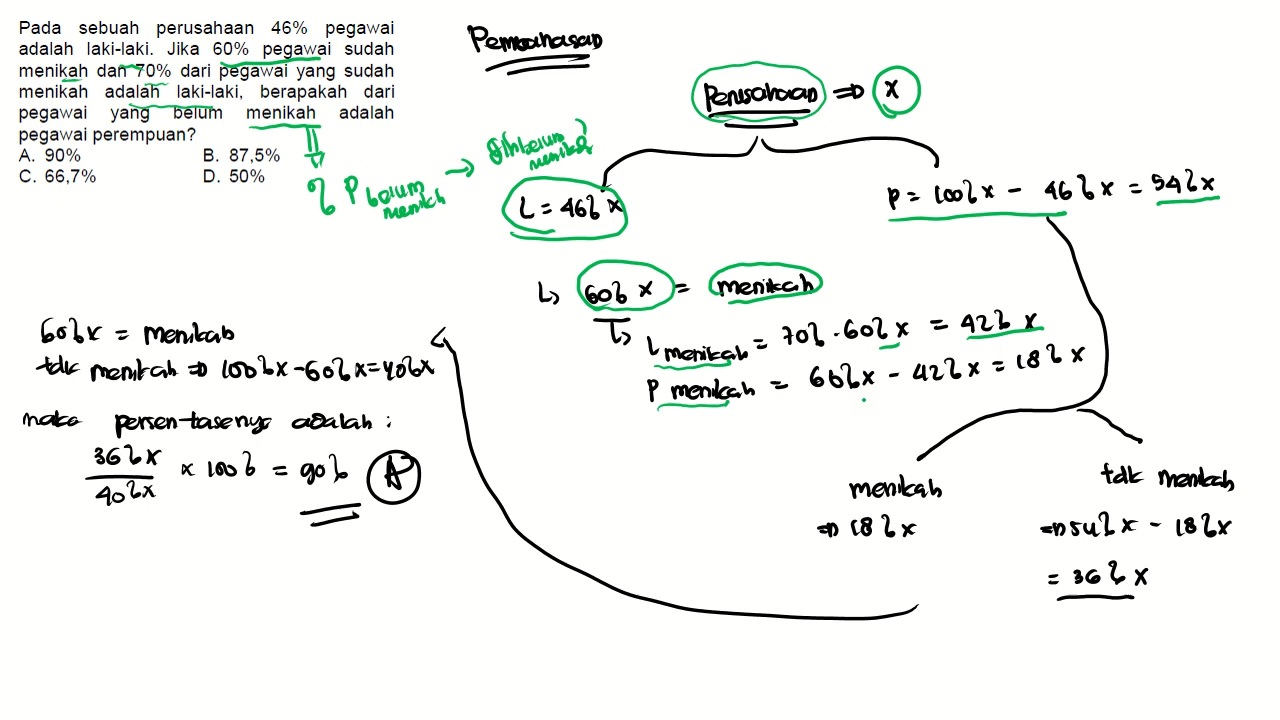 Pada sebuah perusahaan 46% pegawai
adalah laki-laki. Jika 60% pegawai sudah
menikah dan 70% dari pegawai yang sudah
menikah adalah laki-laki, berapakah dari
pegawai yang belum menikah adalah
pegawai perempuan?
A. 90% B. 87,5%
C. 66,7% D. 50%
% P belum
menikah
belum
menikah
Pembahasan
Perusahaan ⇒ x
L = 46% x
P = 100% x - 46% x = 54% x
↳ 60% x = menikah
↳ L menikah = 70% . 60% x = 42% x
P menikah = 60% x - 42% x = 18% x
menikah
⇒ 18% x
tdk menikah
⇒ 54% x - 18% x
= 36% x
60% x = menikah
tdk menikah ⇒ 100% x - 60% x = 40% x
maka persentasenya adalah :
36% x / 40% x × 100% = 90% A